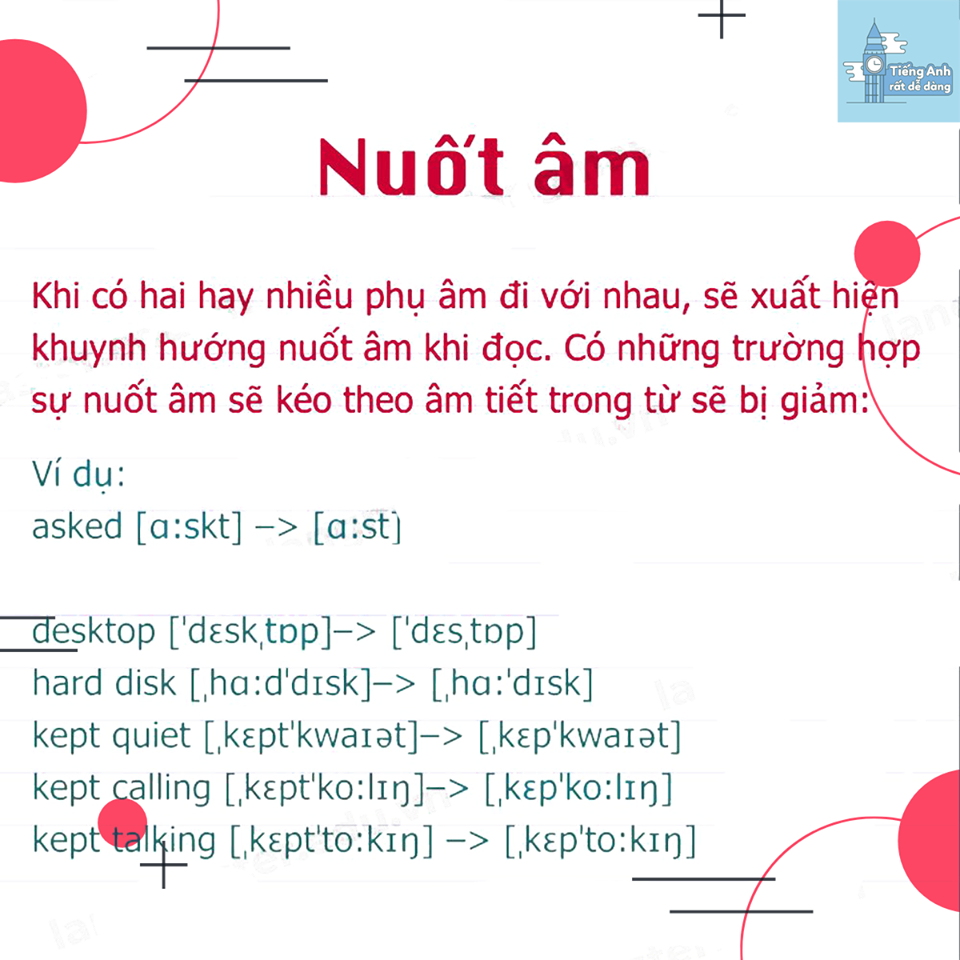 Tiếng Anh
rất dễ dàng
Nuốt âm
Khi có hai hay nhiều phụ âm đi với nhau, sẽ xuất hiện
khuynh hướng nuốt âm khi đọc. Có những trường hợp
sự nuốt âm sẽ kéo theo âm tiết trong từ sẽ bị giảm:
Ví dụ:
asked [ɑ:skt] –> [ɑ:st]
desktop [ˈdɛskˌtɒp]–> [ˈdɛsˌtɒp]
hard disk [ˌhɑ:dˈdɪsk]–> [ˌhɑ:ˈdɪsk]
kept quiet [ˌkɛptˈkwaɪət]–> [ˌkɛpˈkwaɪət]
kept calling [ˌkɛptˈko:lɪŋ]–> [ˌkɛpˈko:lɪŋ]
kept talking [ˌkɛptˈto:kɪŋ] –> [ˌkɛpˈto:kɪŋ]